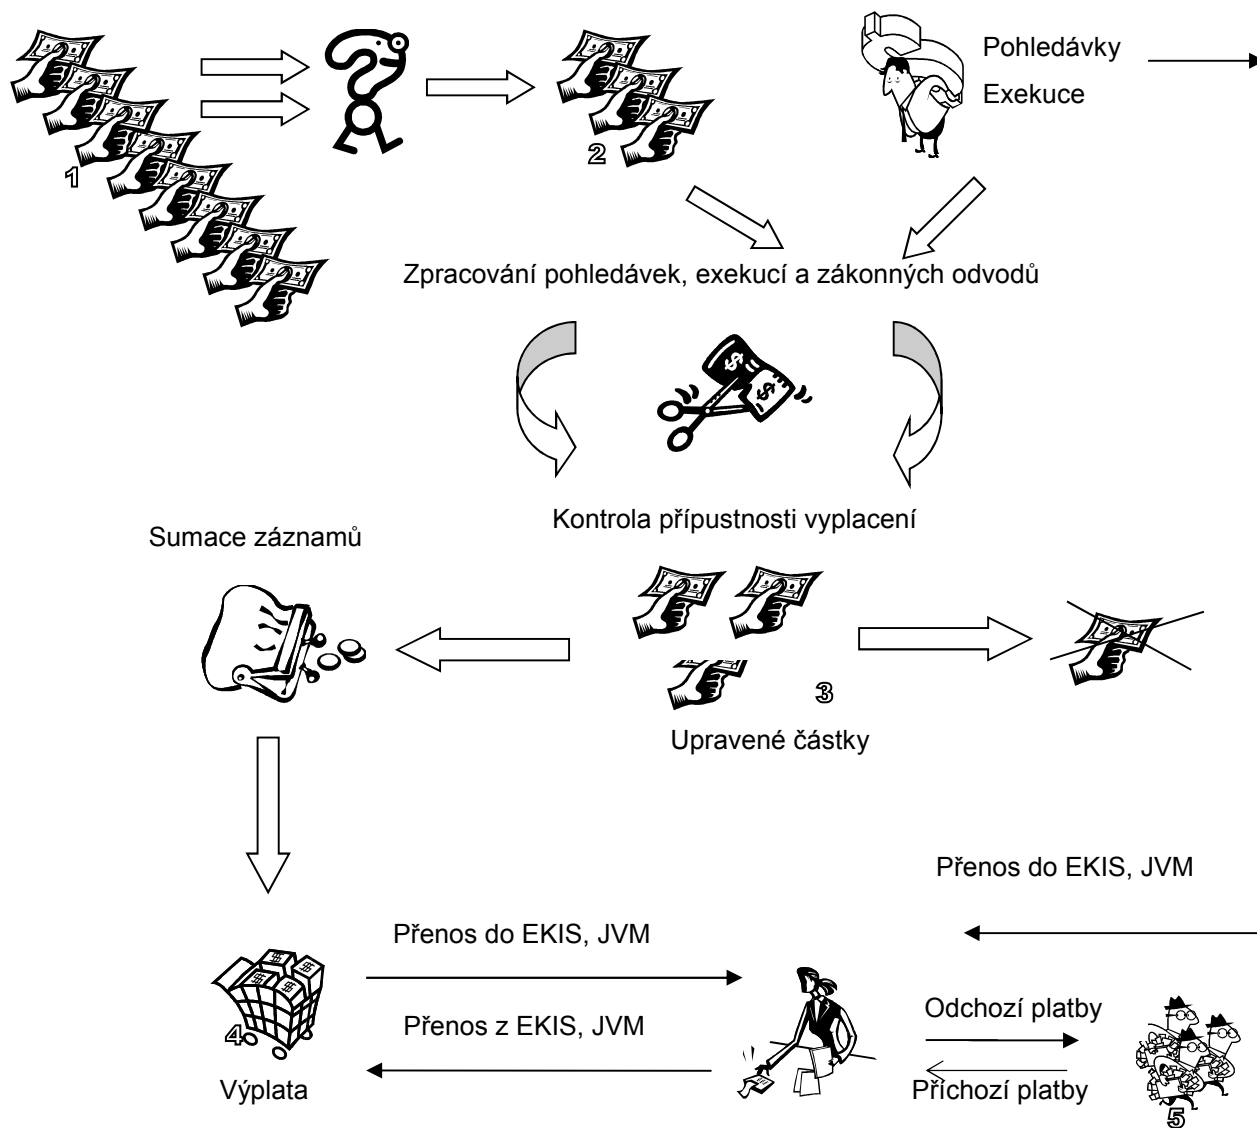 Pohledávky
Exekuce
1
2
Zpracování pohledávek, exekucí a zákonných odvodů
$
$
Kontrola přípustnosti vyplacení
Sumace záznamů
3
Upravené částky
Přenos do EKIS, JVM
Přenos do EKIS, JVM
$
$
$
$
4
Přenos z EKIS, JVM
Odchozí platby
Výplata
Příchozí platby
5